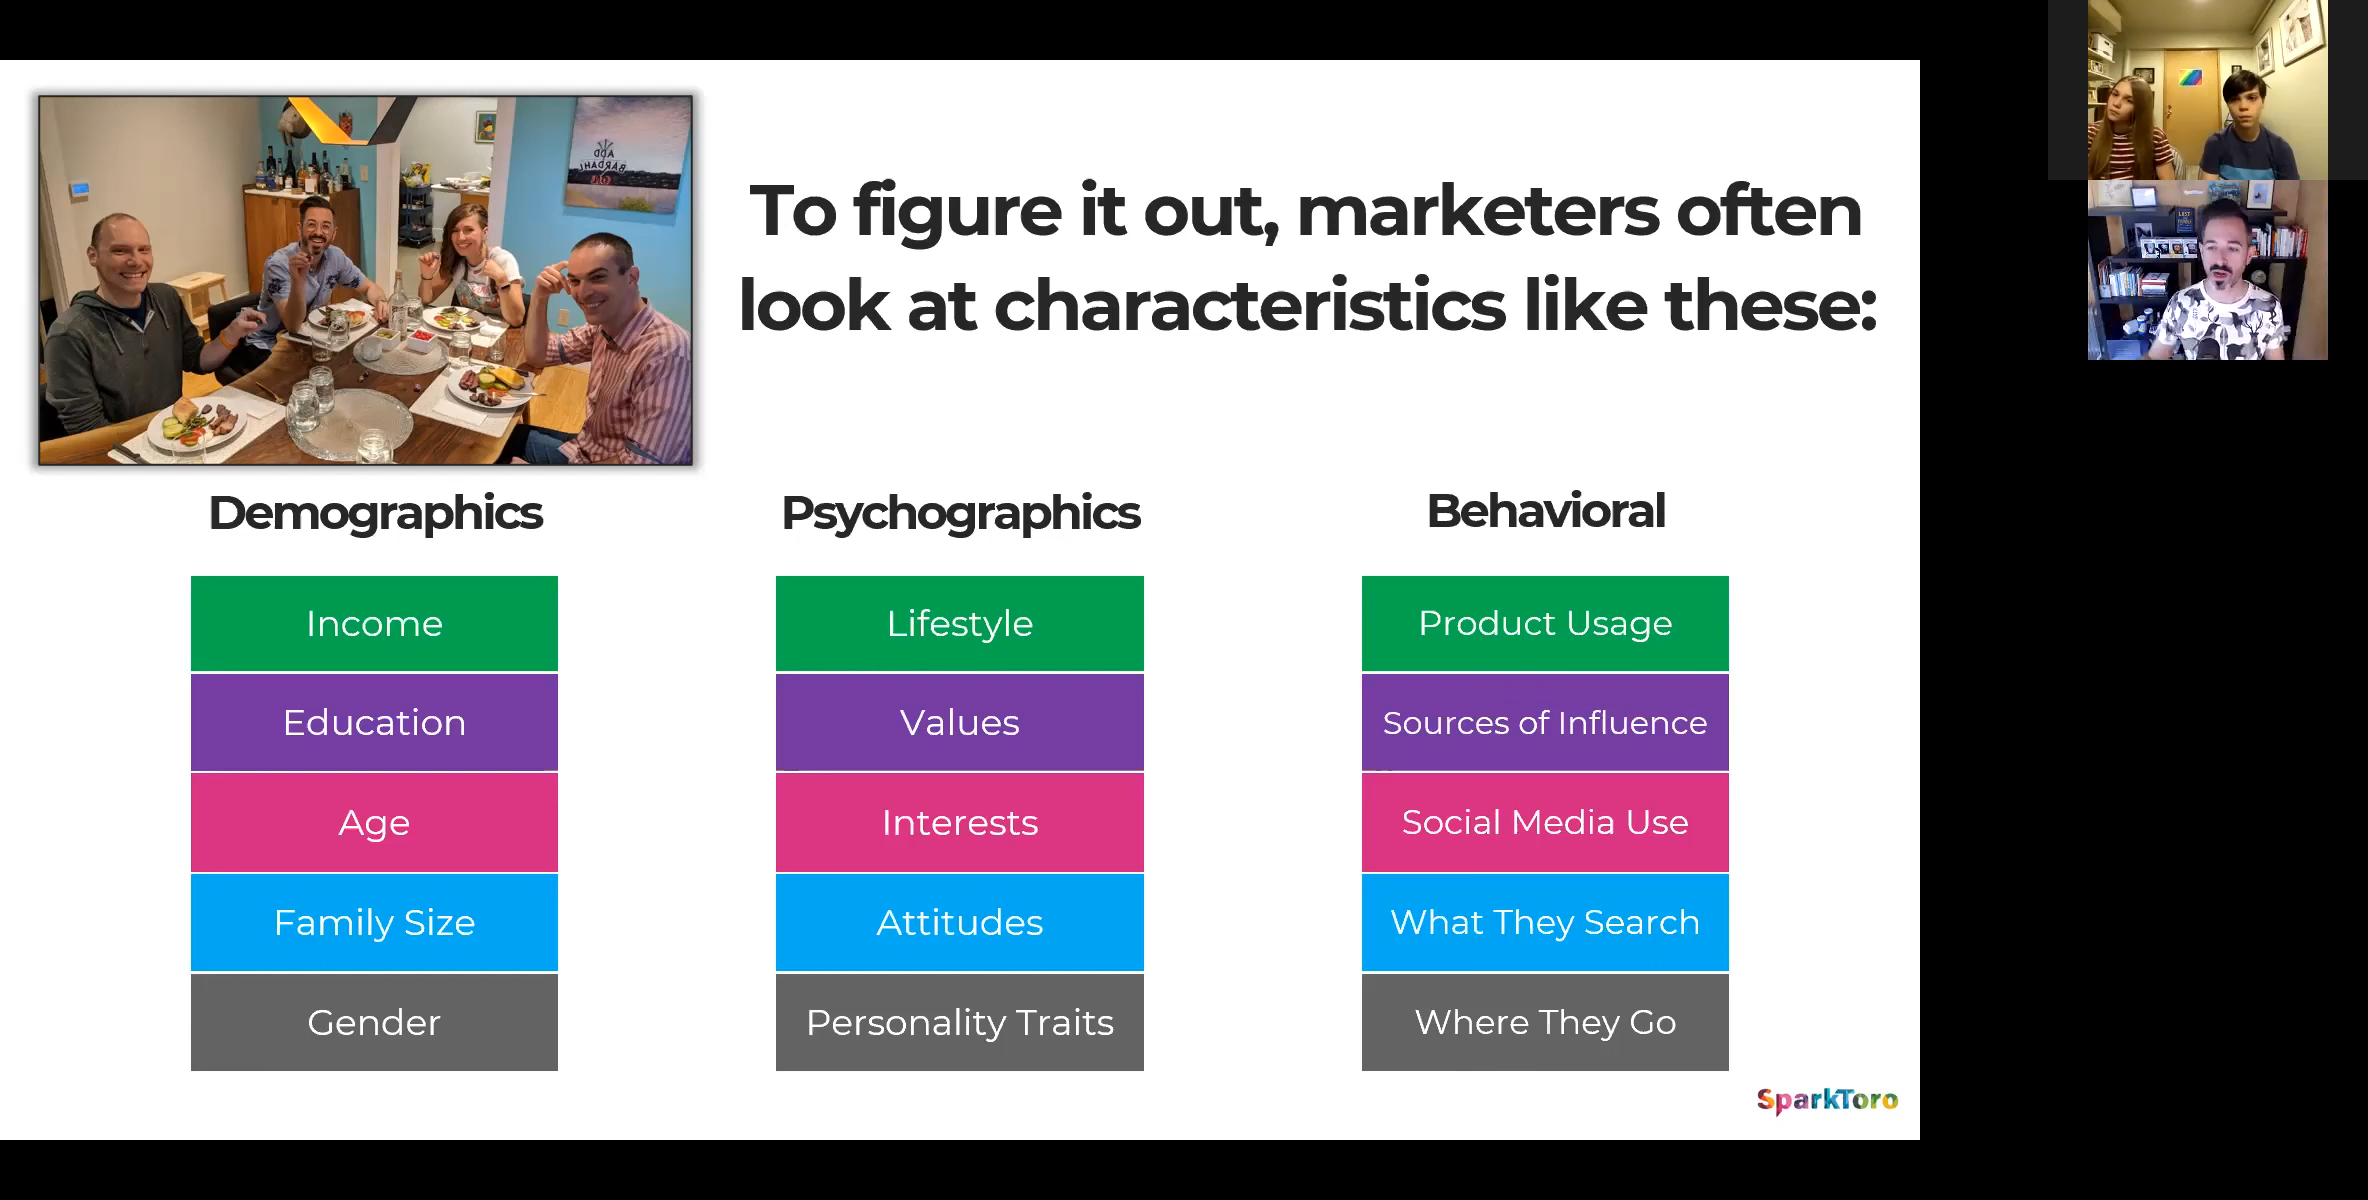 To figure it out, marketers often
look at characteristics like these:
Demographics
Income
Education
Age
Family Size
Gender
Psychographics
Lifestyle
Values
Interests
Attitudes
Personality Traits
Behavioral
Product Usage
Sources of Influence
Social Media Use
What They Search
Where They Go
SparkToro